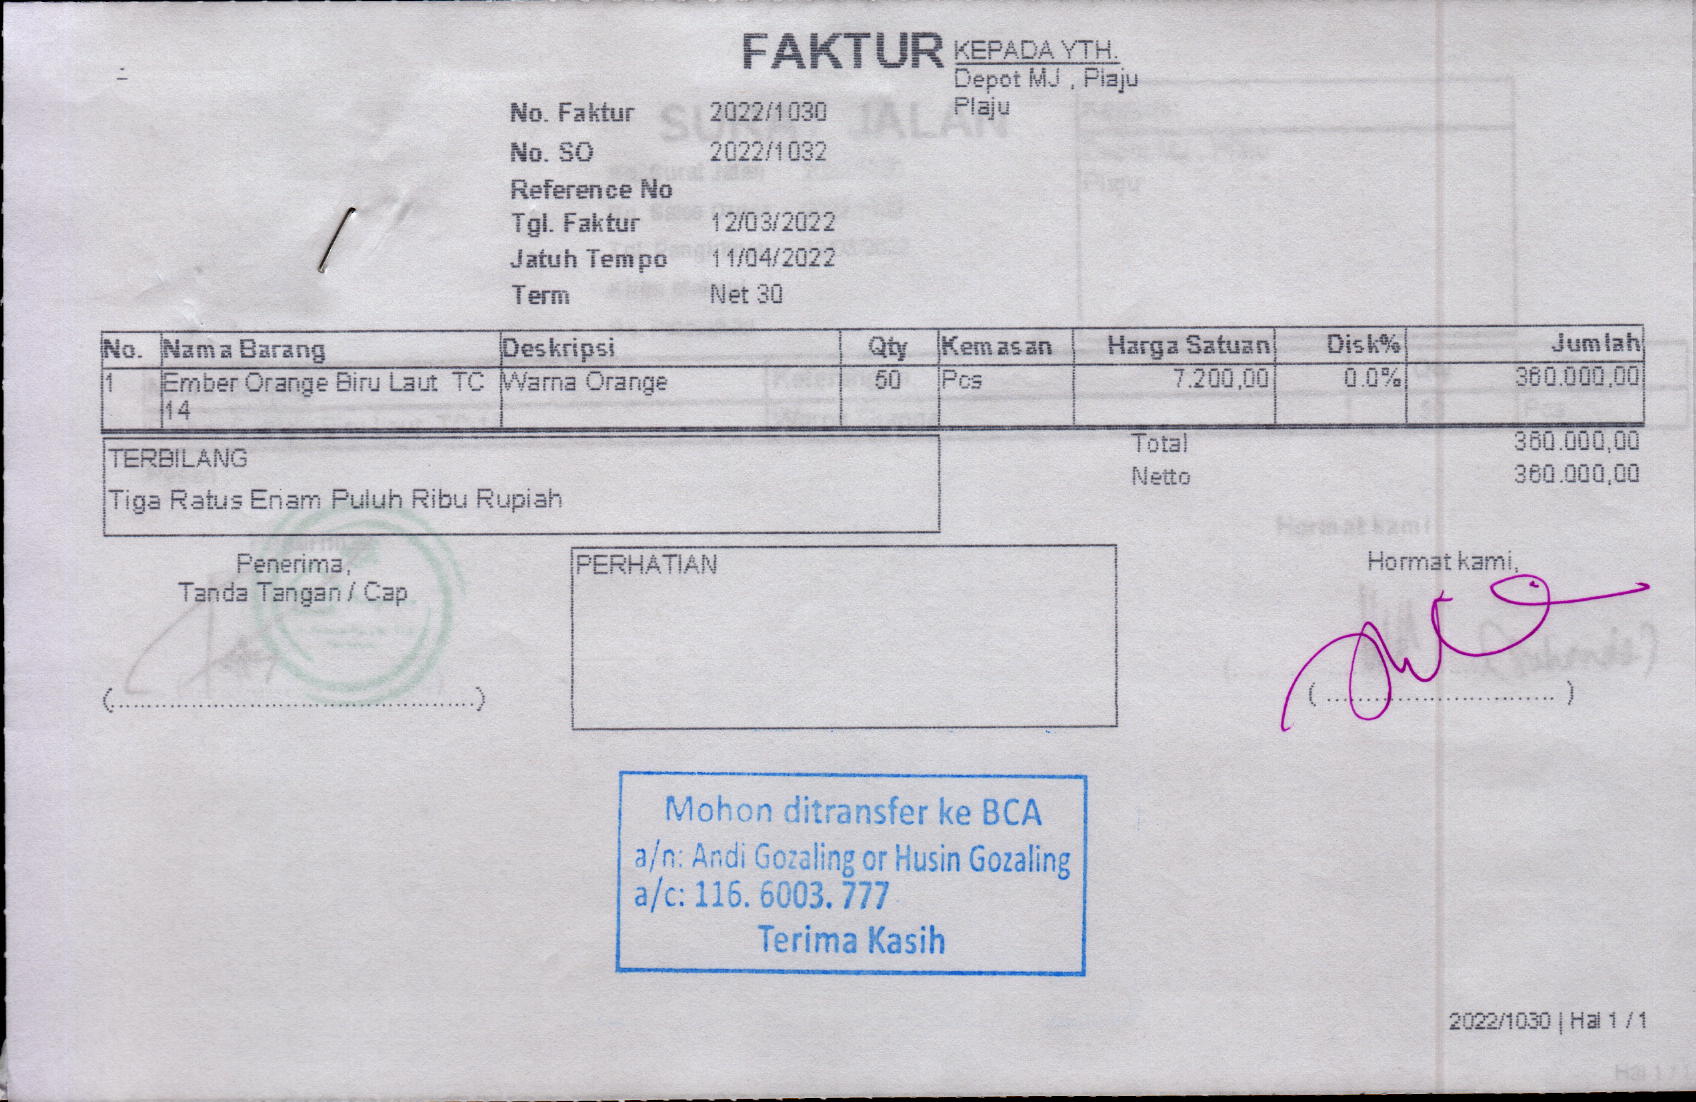 FAKTUR
KEPADA YTH.
Depot MJ , Plaju
Plaju
No. Faktur 2022/1030
No. SO 2022/1032
Reference No
Tgl. Faktur 12/03/2022
Jatuh Tempo 11/04/2022
Term Net 30
No. Nama Barang Deskripsi Qty Kemasan Harga Satuan Disk% Jumlah
1 Ember Orange Biru Laut TC Warna Orange 50 Pcs 7.200,00 0.0% 360.000,00
14
Total 360.000,00
Netto 360.000,00
TERBILANG
Tiga Ratus Enam Puluh Ribu Rupiah
Penerima,
Tanda Tangan / Cap
(................................................)
PERHATIAN
Hormat kami,
( ............................ )
Mohon ditransfer ke BCA
a/n: Andi Gozaling or Husin Gozaling
a/c: 116. 6003. 777
Terima Kasih
2022/1030 | Hal 1 / 1